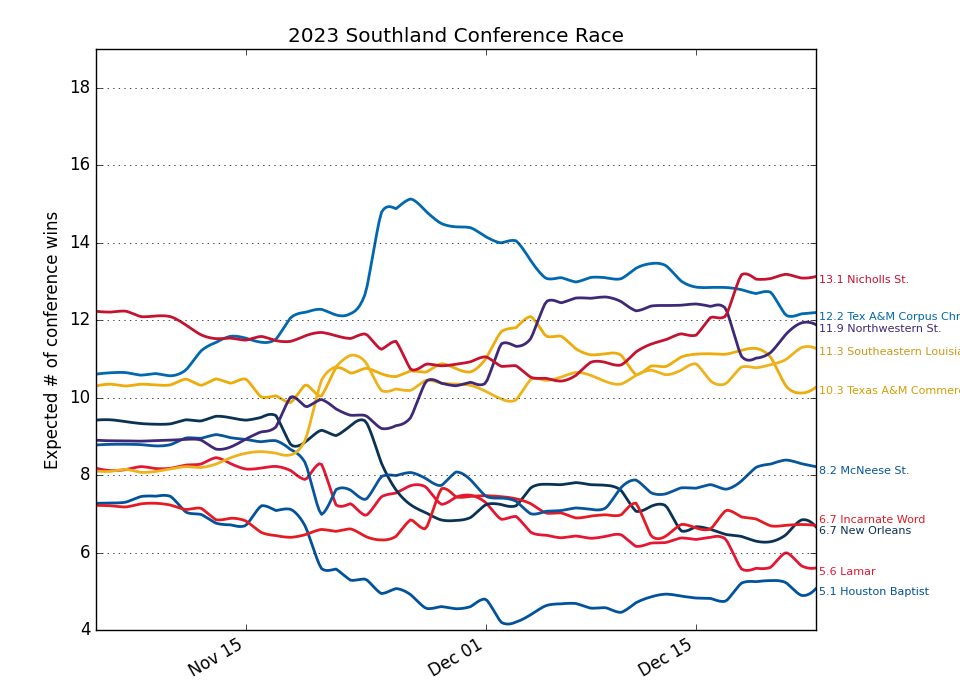 2023 Southland Conference Race
Expected # of conference wins
18
16
14
12
10
8
6
4
Nov 15
Dec 01
Dec 15
13.1 Nicholls St.
12.2 Tex A&M Corpus Chr
11.9 Northwestern St.
11.3 Southeastern Louisia
10.3 Texas A&M Commerc
8.2 McNeese St.
6.7 Incarnate Word
6.7 New Orleans
5.6 Lamar
5.1 Houston Baptist